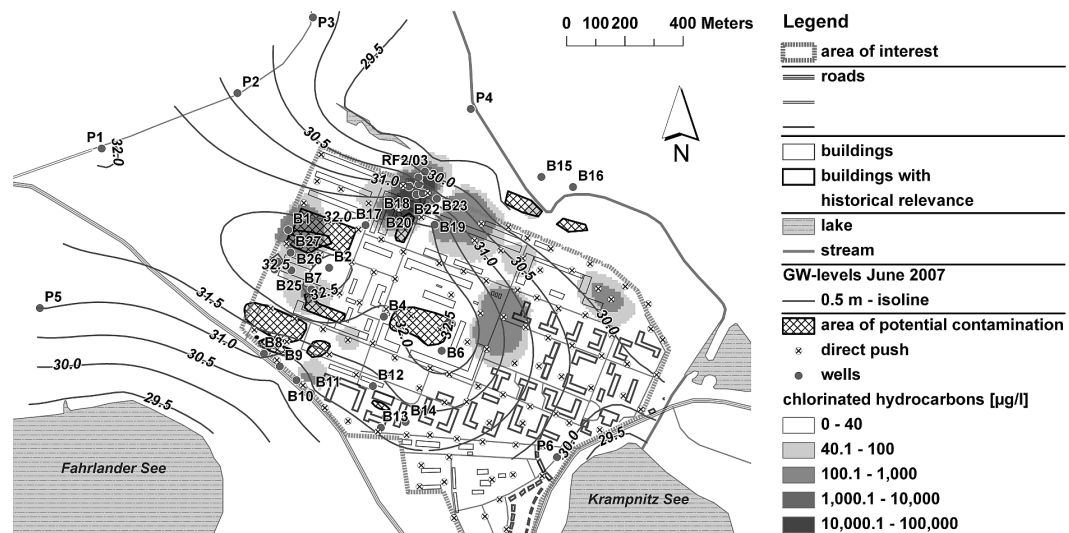 P3
0 100 200 400 Meters
29.5
P2
P4
N
P1
32.0
30.5
RF2/03
31.0
30.0
B15
B16
B18
B22
B23
B17
B20
B19
B1
32.0
B27
B26
B2
32.5
B7
B25
32.5
31.0
30.5
30.0
P5
31.5
31.0
30.5
30.0
29.5
B4
32.0
32.5
B6
B8
B9
B10
B11
B12
B13
B14
P6
30.0
29.5
Fahrlander See
Krampnitz See
Legend
area of interest
roads
buildings
buildings with
historical relevance
lake
stream
GW-levels June 2007
0.5 m - isoline
area of potential contamination
direct push
wells
chlorinated hydrocarbons [µg/l]
0 - 40
40.1 - 100
100.1 - 1,000
1,000.1 - 10,000
10,000.1 - 100,000